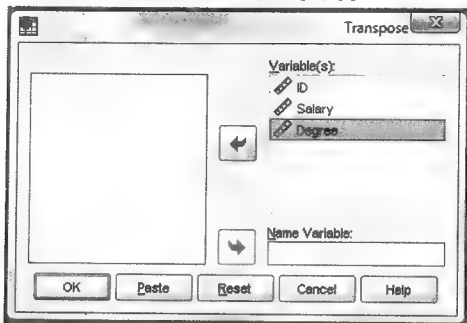 Transpose
Variable(s):
ID
Salary
Degree
Name Variable:
OK
Paste
Reset
Cancel
Help